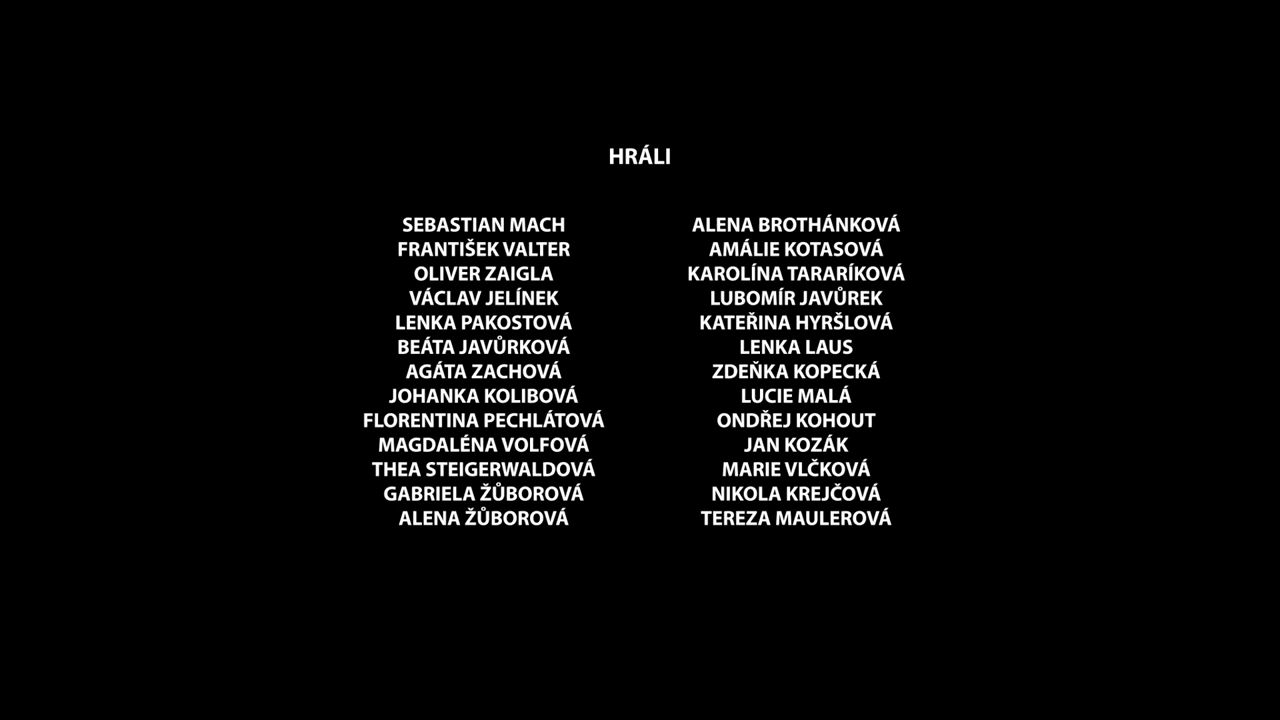 HRÁLI
SEBASTIAN MACH
FRANTIŠEK VALTER
OLIVER ZAIGLA
VÁCLAV JELÍNEK
LENKA PAKOSTOVÁ
BEÁTA JAVŮRKOVÁ
AGÁTA ZACHOVÁ
JOHANKA KOLIBOVÁ
FLORENTINA PECHLÁTOVÁ
MAGDALÉNA VOLFOVÁ
THEA STEIGERWALDOVÁ
GABRIELA ŽŮBOROVÁ
ALENA ŽŮBOROVÁ
ALENA BROTHÁNKOVÁ
AMÁLIE KOTASOVÁ
KAROLÍNA TARARÍKOVÁ
LUBOMÍR JAVŮREK
KATEŘINA HYRŠLOVÁ
LENKA LAUS
ZDEŇKA KOPECKÁ
LUCIE MALÁ
ONDŘEJ KOHOUT
JAN KOZÁK
MARIE VLČKOVÁ
NIKOLA KREJČOVÁ
TEREZA MAULEROVÁ